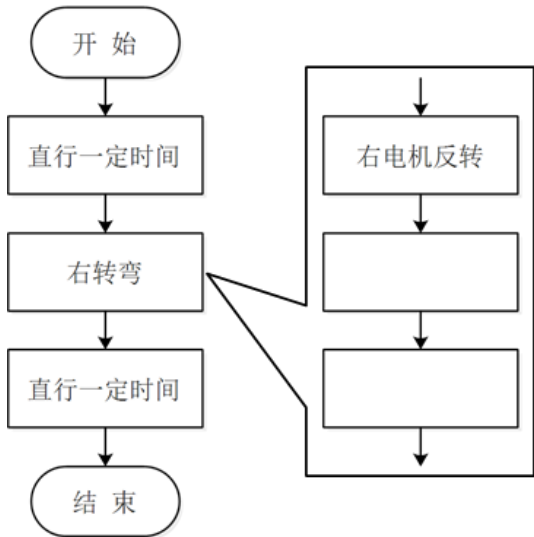 开 始
直行一定时间
右转弯
直行一定时间
结 束
右电机反转